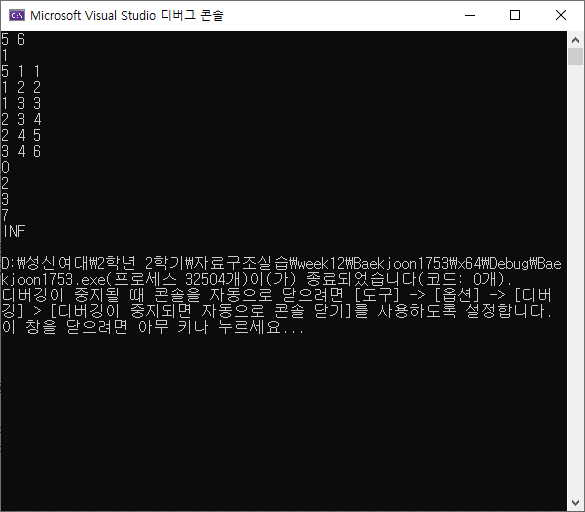 Microsoft Visual Studio 디버그 콘솔
5 6
1
5 1 1
1 2 2
1 3 3
2 3 4
2 4 5
3 4 6
0
2
3
7
INF
D:₩성신여대₩2학년 2학기₩자료구조실습₩week12₩Baekjoon1753₩x64₩Debug₩Bae
kjoon1753.exe(프로세스 32504개)이(가) 종료되었습니다(코드: 0개).
디버깅이 중지될 때 콘솔을 자동으로 닫으려면 [도구] -> [옵션] -> [디버
깅] > [디버깅이 중지되면 자동으로 콘솔 닫기]를 사용하도록 설정합니다.
이 창을 닫으려면 아무 키나 누르세요...